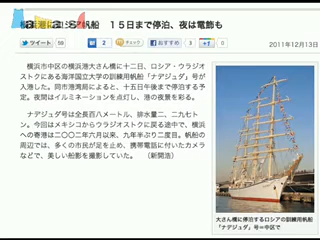 横浜港にロシア帆船　15日まで停泊、夜は電飾も
ツイート 59
チェック
おすすめ 3
2011年12月13日
横浜市中区の横浜港大さん橋に十二日、ロシア・ウラジオ
ストクにある海洋国立大学の訓練用帆船「ナデジュダ」号が
入港した。同市港湾局によると、十五日午後まで停泊する予
定。夜間はイルミネーションを点灯し、港の夜景を彩る。
ナデジュダ号は全長百八メートル、排水量二、二九七ト
ン。今回はメキシコからウラジオストクに戻る途中で、横浜
への寄港は二〇〇二年六月以来、九年半ぶり二度目。帆船の
周辺では、多くの市民が足を止め、携帯電話に付いたカメラ
などで、美しい船影を撮影していた。　（新開浩）
大さん橋に停泊するロシアの訓練用帆船
「ナデジュダ」号＝中区で